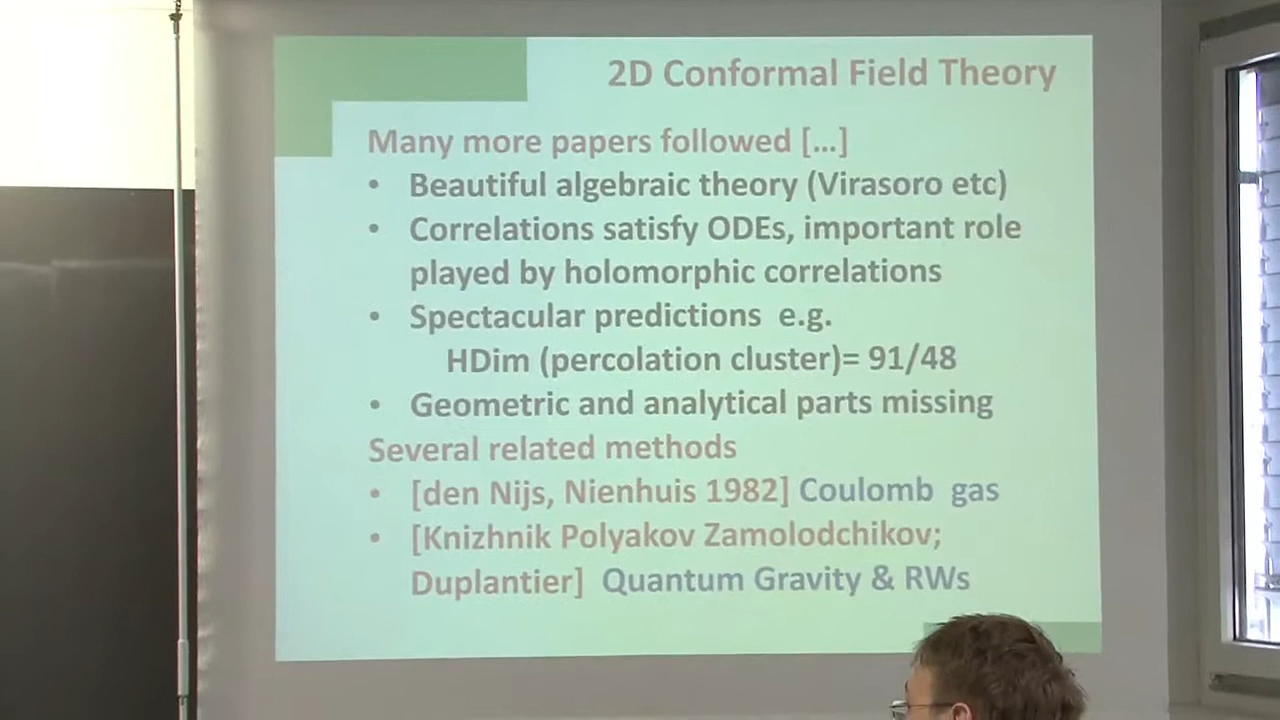 2D Conformal Field Theory
Many more papers followed [...]
• Beautiful algebraic theory (Virasoro etc)
• Correlations satisfy ODEs, important role
played by holomorphic correlations
• Spectacular predictions e.g.
HDim (percolation cluster)= 91/48
• Geometric and analytical parts missing
Several related methods
• [den Nijs, Nienhuis 1982] Coulomb gas
• [Knizhnik Polyakov Zamolodchikov;
Duplantier] Quantum Gravity & RWs